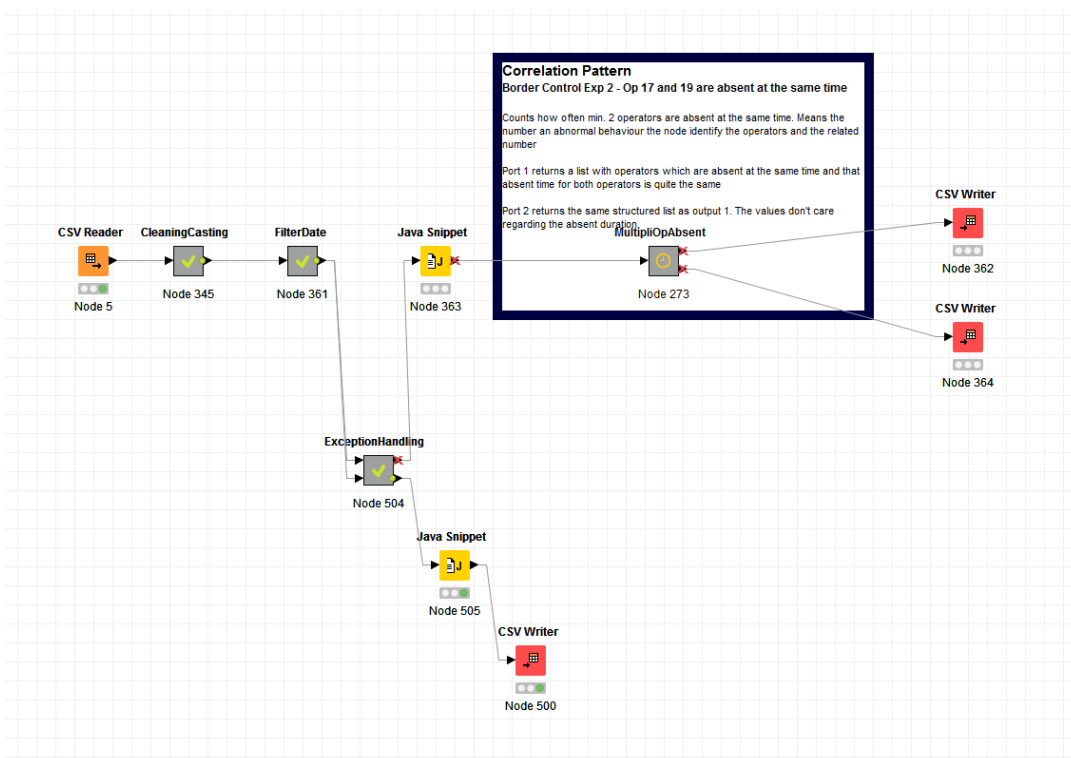 Correlation Pattern
Border Control Exp 2 - Op 17 and 19 are absent at the same time
Counts how often min. 2 operators are absent at the same time. Means the
number an abnormal behaviour the node identify the operators and the related
number
Port 1 returns a list with operators which are absent at the same time and that
absent time for both operators is quite the same
Port 2 returns the same structured list as output 1. The values don't care
regarding the absent duration.
CSV Reader
Node 5
CleaningCasting
Node 345
FilterDate
Node 361
Java Snippet
J
Node 363
MultipliOpAbsent
Node 273
CSV Writer
Node 362
CSV Writer
Node 364
ExceptionHandling
Node 504
Java Snippet
J
Node 505
CSV Writer
Node 500